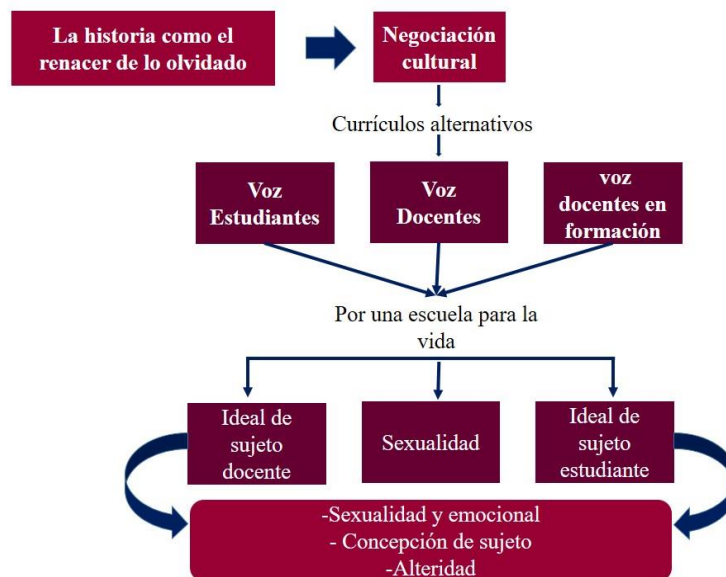 La historia como el
renacer de lo olvidado
Negociación
cultural
Currículos alternativos
Voz
Estudiantes
Voz
Docentes
voz
docentes en
formación
Por una escuela para la
vida
Ideal de
sujeto
docente
Sexualidad
Ideal de
sujeto
estudiante
-Sexualidad y emocional
- Concepción de sujeto
-Alteridad